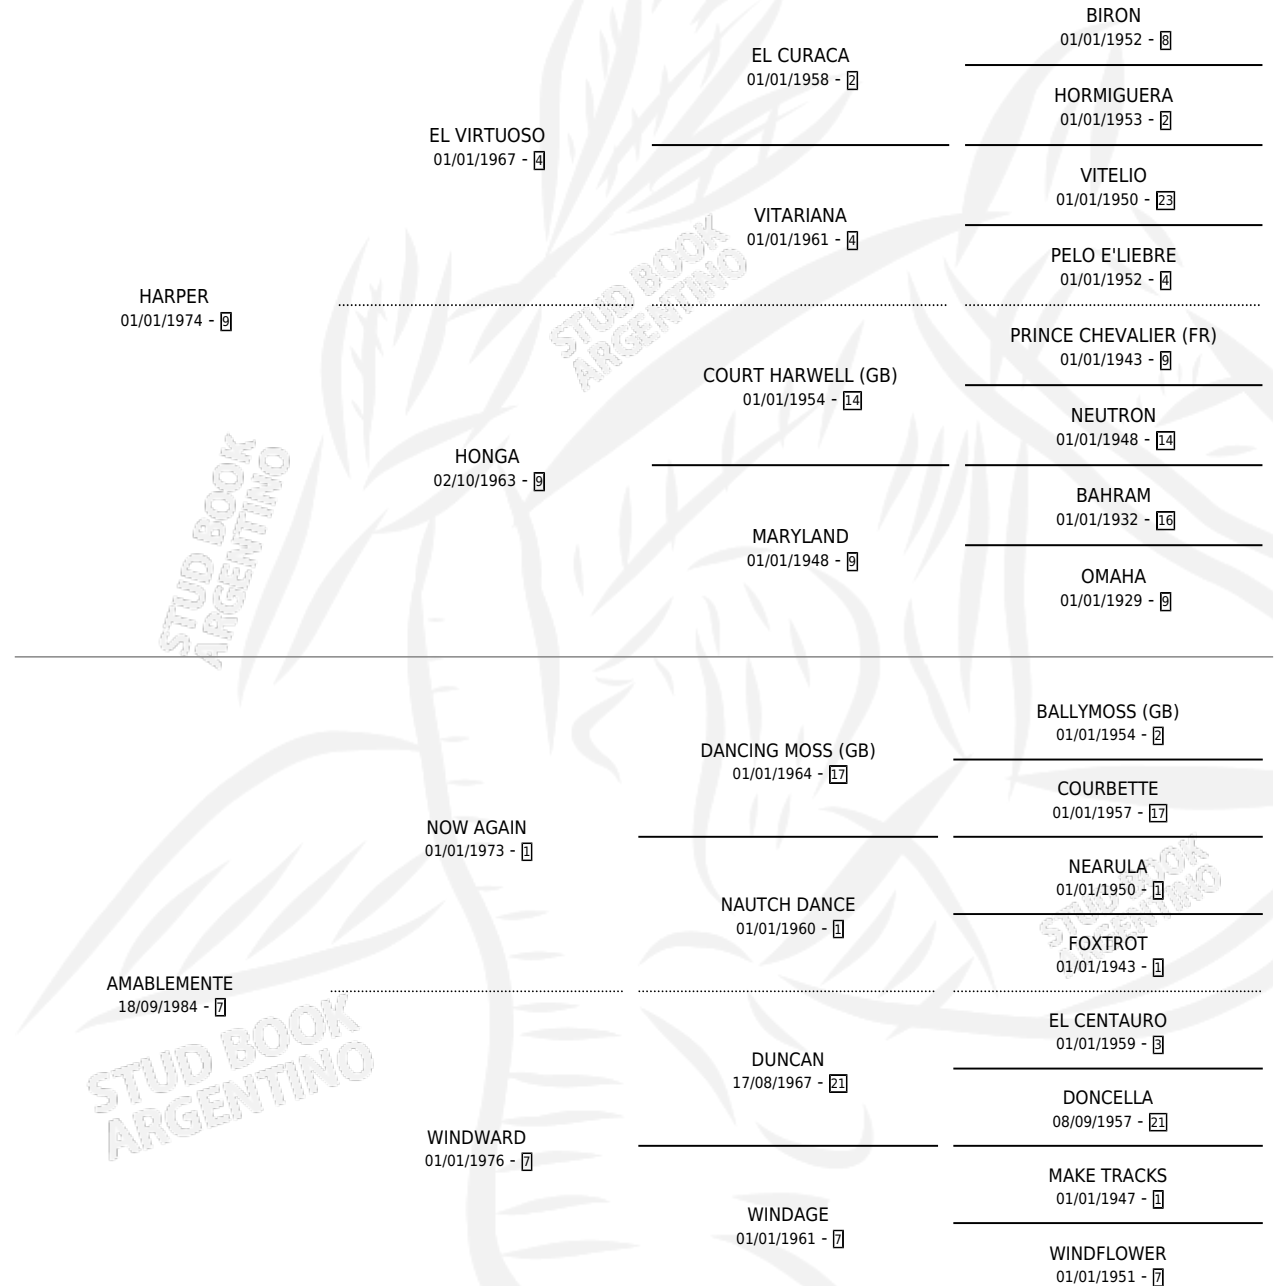 BIRON
01/01/1952 - 8
EL CURACA
01/01/1958 - 2
HORMIGUERA
01/01/1953 - 2
EL VIRTUOSO
01/01/1967 - 4
VITELIO
01/01/1950 - 23
VITARIANA
01/01/1961 - 4
PELO E'LIEBRE
01/01/1952 - 4
HARPER
01/01/1974 - 9
PRINCE CHEVALIER (FR)
01/01/1943 - 9
COURT HARWELL (GB)
01/01/1954 - 14
NEUTRON
01/01/1948 - 14
HONGA
02/10/1963 - 9
BAHRAM
01/01/1932 - 16
MARYLAND
01/01/1948 - 9
OMAHA
01/01/1929 - 9
STUD BOOK
ARGENTINO
STUD BOOK
ARGENTINO
BALLYMOSS (GB)
01/01/1954 - 2
DANCING MOSS (GB)
01/01/1964 - 17
COURBETTE
01/01/1957 - 17
NOW AGAIN
01/01/1973 - 1
NEARULA
01/01/1950 - 1
NAUTCH DANCE
01/01/1960 - 1
FOXTROT
01/01/1943 - 1
AMABLEMENTE
18/09/1984 - 7
EL CENTAURO
01/01/1959 - 3
DUNCAN
17/08/1967 - 21
DONCELLA
08/09/1957 - 21
WINDWARD
01/01/1976 - 7
MAKE TRACKS
01/01/1947 - 1
WINDAGE
01/01/1961 - 7
WINDFLOWER
01/01/1951 - 7
STUD BOOK
ARGENTINO
STUD BOOK
ARGENTINO